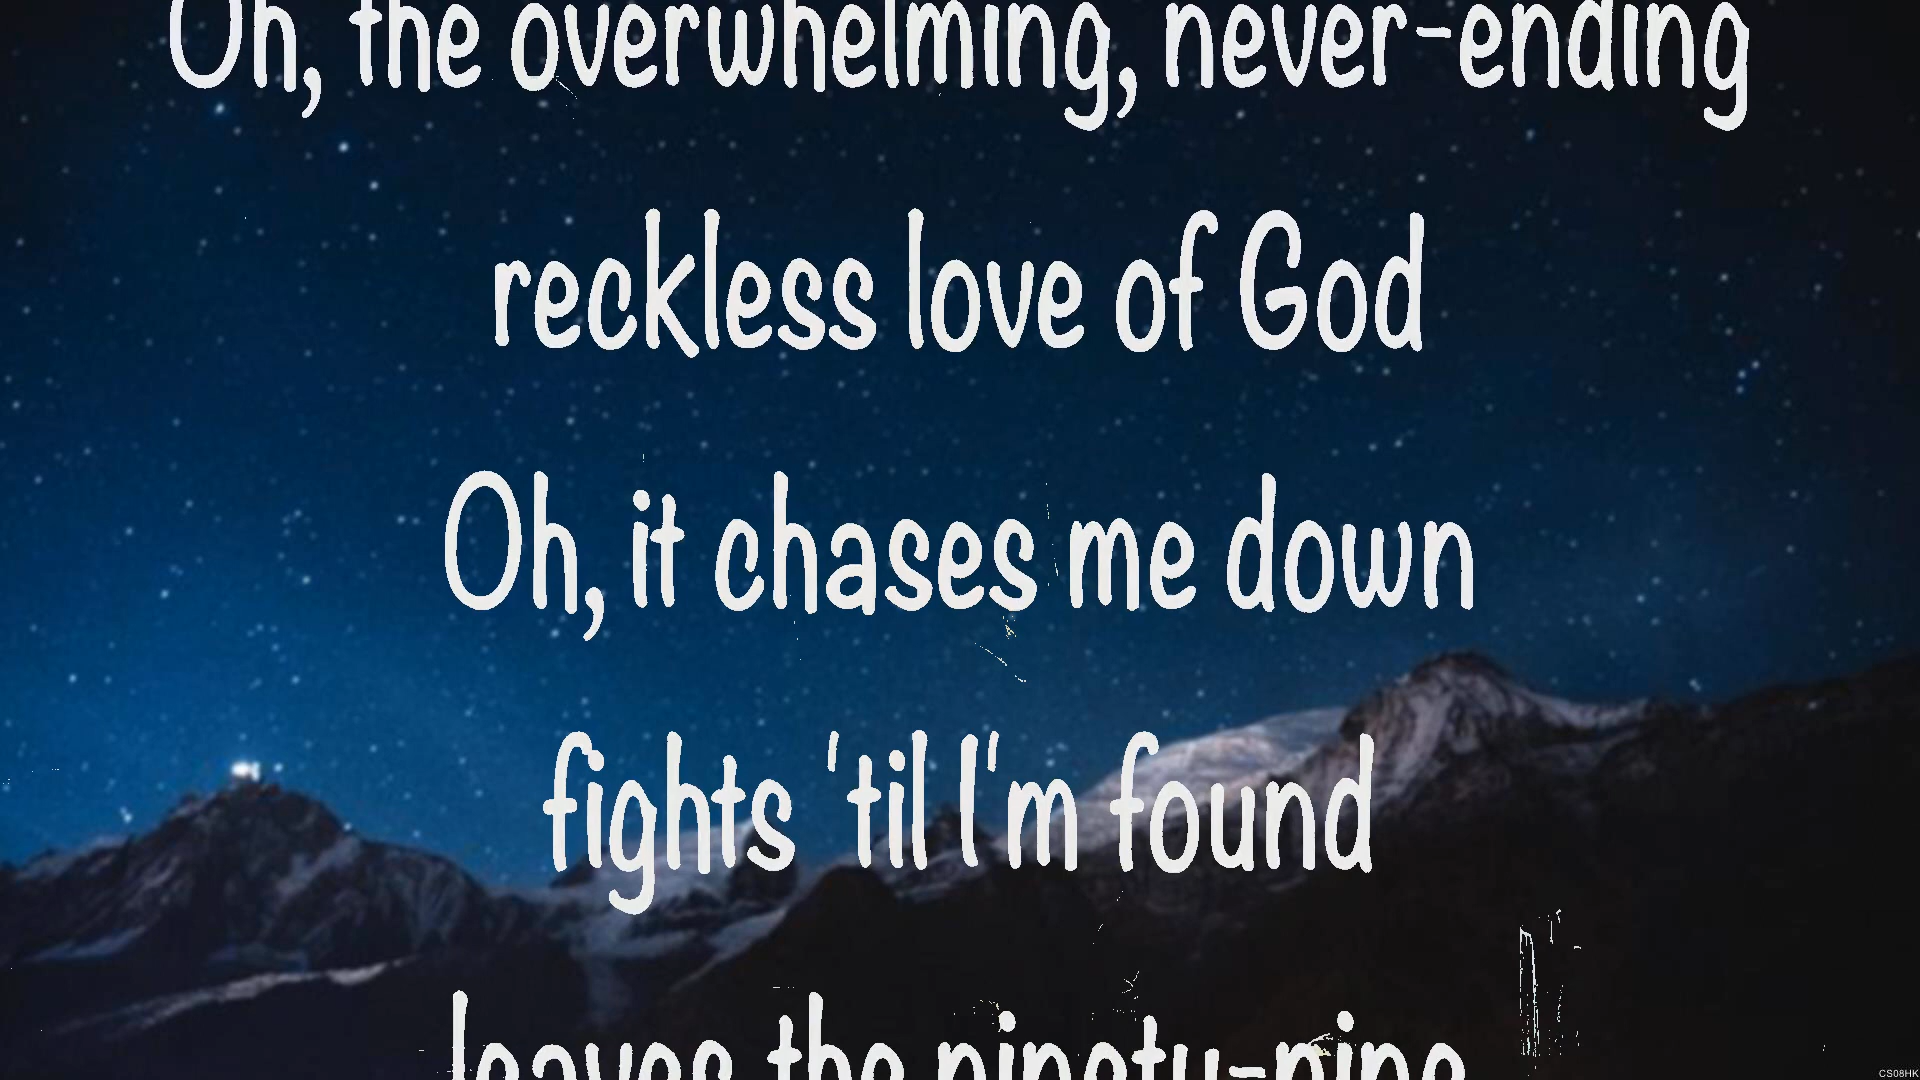 Oh, the overwhelming, never-ending
reckless love of God
Oh, it chases me down
fights 'til I'm found
leaves the ninety-nine
CS08HK